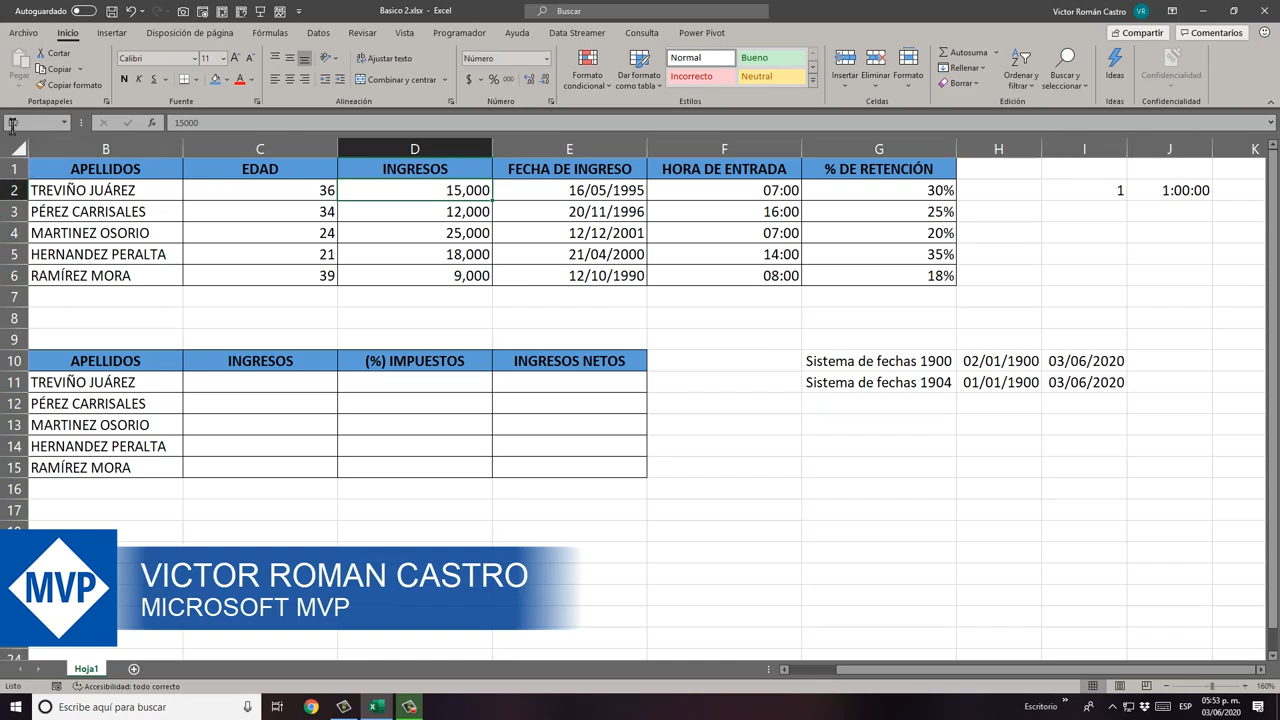 Autoguardado
Basico 2.xlsx - Excel
Buscar
Victor Román Castro
VR
Archivo Inicio Insertar Disposición de página Fórmulas Datos Revisar Vista Programador Ayuda Data Streamer Consulta Power Pivot
Compartir Comentarios
Pegar
Cortar
Copiar
Copiar formato
Portapapeles
Calibri 11
N K S
Fuente
Ajustar texto
Combinar y centrar
Alineación
Número
$ % 000
Número
Formato condicional
Dar formato como tabla
Normal Bueno
Incorrecto Neutral
Estilos
Insertar Eliminar Formato
Celdas
Autosuma
Rellenar
Borrar
Ordenar y filtrar
Buscar y seleccionar
Edición
Ideas
Ideas
Confidencialidad
Confidencialidad
15000
B C D E F G H I J K
1 APELLIDOS EDAD INGRESOS FECHA DE INGRESO HORA DE ENTRADA % DE RETENCIÓN
2 TREVIÑO JUÁREZ 36 15,000 16/05/1995 07:00 30% 1 1:00:00
3 PÉREZ CARRISALES 34 12,000 20/11/1996 16:00 25%
4 MARTINEZ OSORIO 24 25,000 12/12/2001 07:00 20%
5 HERNANDEZ PERALTA 21 18,000 21/04/2000 14:00 35%
6 RAMÍREZ MORA 39 9,000 12/10/1990 08:00 18%
7
8
9
10 APELLIDOS INGRESOS (%) IMPUESTOS INGRESOS NETOS Sistema de fechas 1900 02/01/1900 03/06/2020
11 TREVIÑO JUÁREZ Sistema de fechas 1904 01/01/1900 03/06/2020
12 PÉREZ CARRISALES
13 MARTINEZ OSORIO
14 HERNANDEZ PERALTA
15 RAMÍREZ MORA
16
17
MVP
VICTOR ROMAN CASTRO
MICROSOFT MVP
24
Hoja1
Listo
Accesibilidad: todo correcto
160%
Escribe aquí para buscar
Escritorio
ESP
05:53 p. m.
03/06/2020